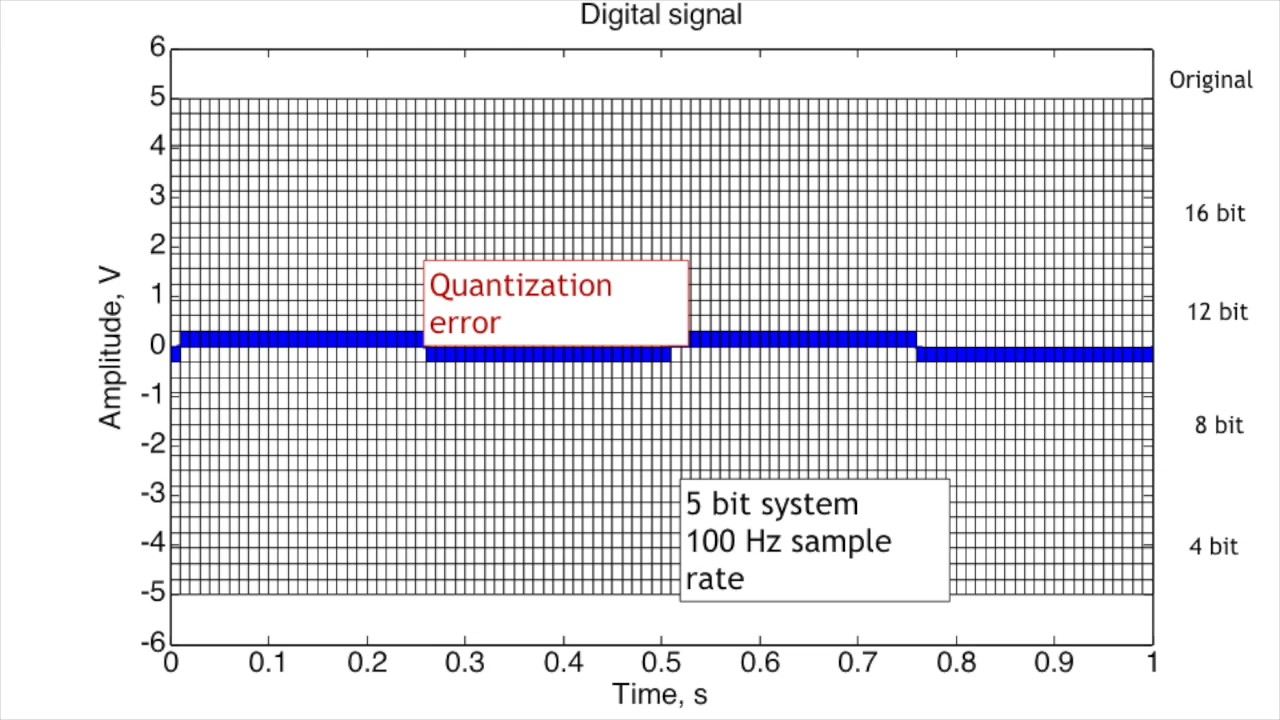 Digital signal
6
5
4
3
2
1
0
-1
-2
-3
-4
-5
-6
Amplitude, V
0
0.1
0.2
0.3
0.4
0.5
0.6
0.7
0.8
0.9
1
Time, s
Quantization
error
5 bit system
100 Hz sample
rate
Original
16 bit
12 bit
8 bit
4 bit